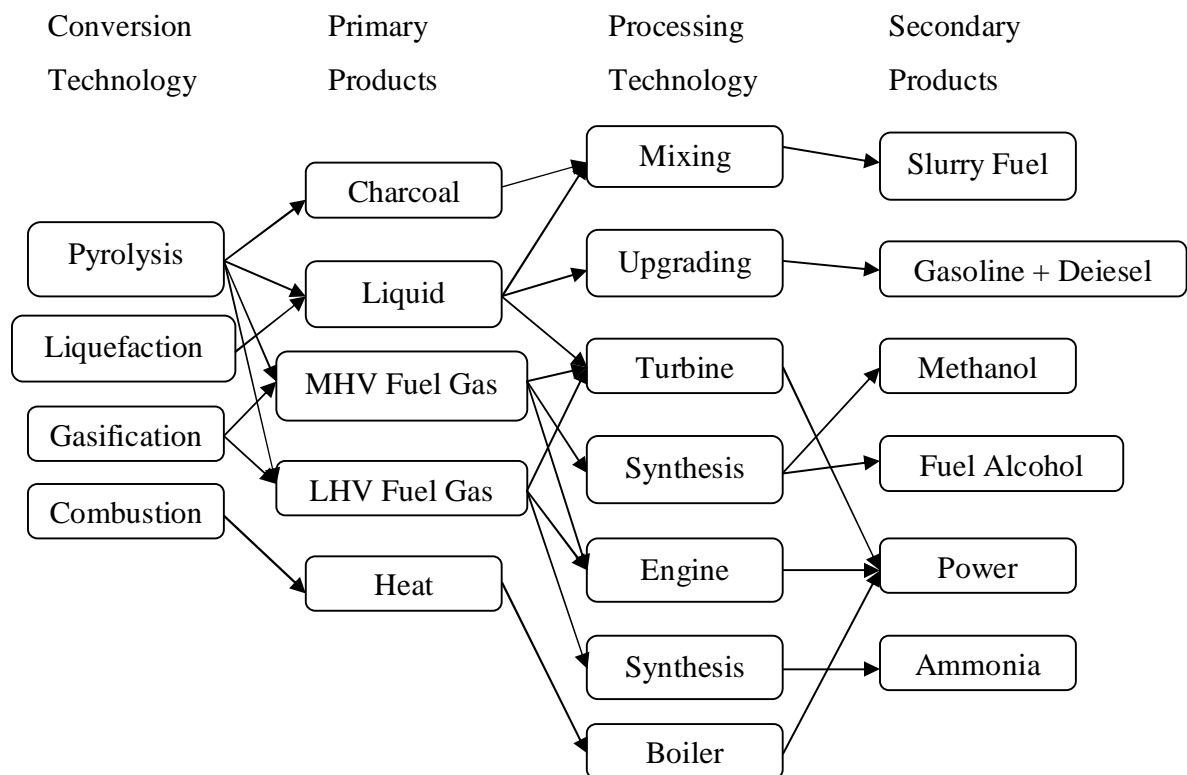 Conversion
Technology
Primary
Products
Processing
Technology
Secondary
Products
Pyrolysis
Liquefaction
Gasification
Combustion
Charcoal
Liquid
MHV Fuel Gas
LHV Fuel Gas
Heat
Mixing
Upgrading
Turbine
Synthesis
Engine
Synthesis
Boiler
Slurry Fuel
Gasoline + Deiesel
Methanol
Fuel Alcohol
Power
Ammonia